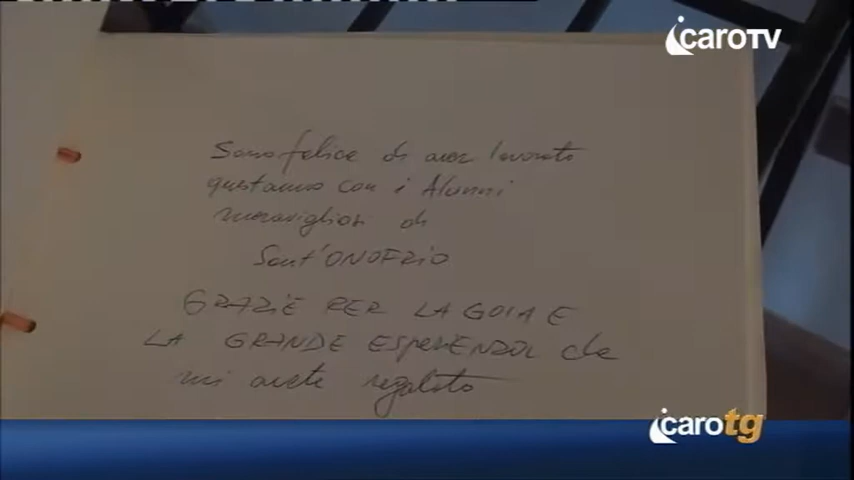 icaroTV
Sono felice di aver lavorato
quest'anno con i Alunni
meravigliosi di
Sant'ONOFRIO
GRAZIE PER LA GOIA E
LA GRANDE ESPERENZA che
mi avete regalato
icarotg